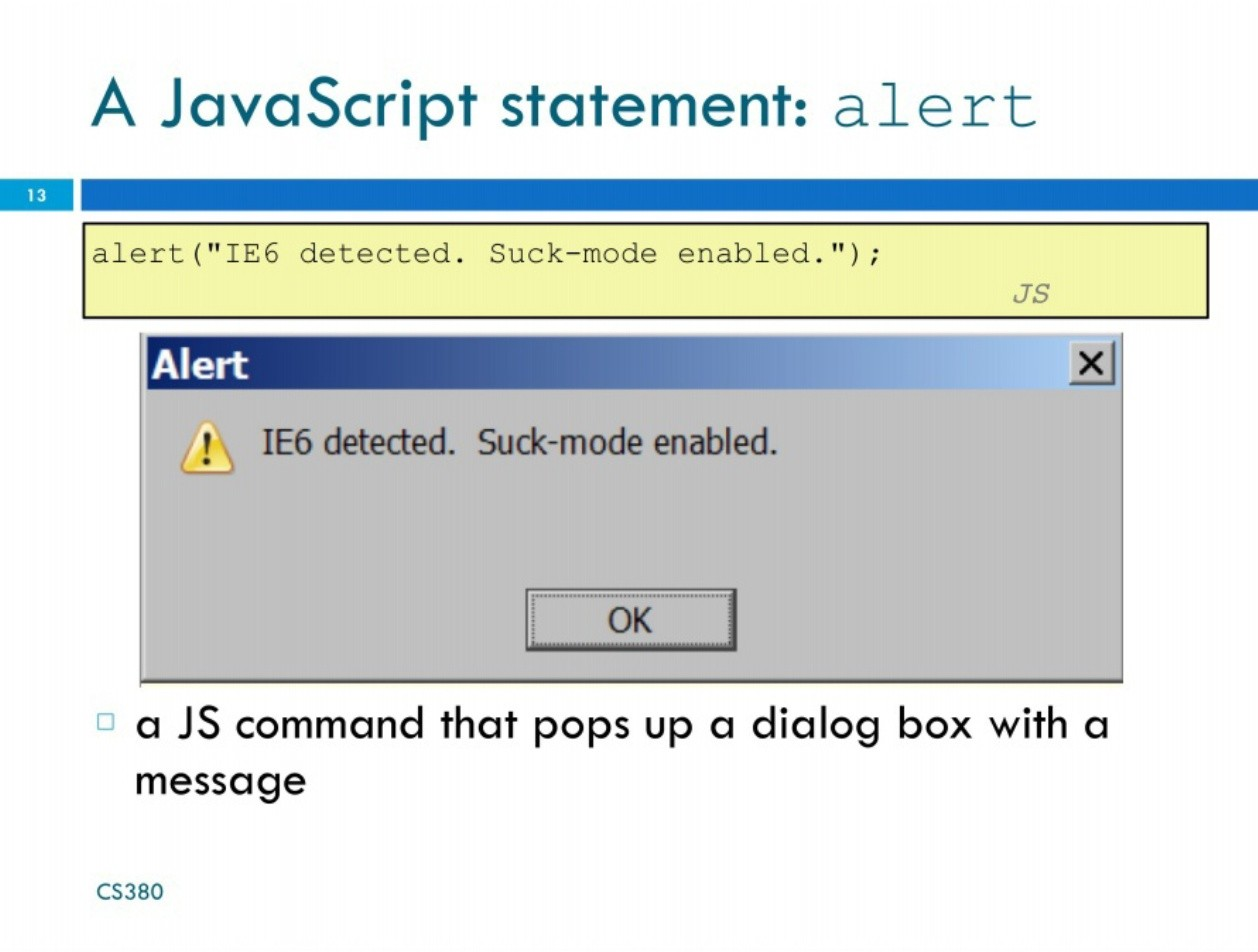 A JavaScript statement: alert
13
alert("IE6 detected. Suck-mode enabled.");
JS
Alert
IE6 detected.  Suck-mode enabled.
OK
a JS command that pops up a dialog box with a
message
CS380